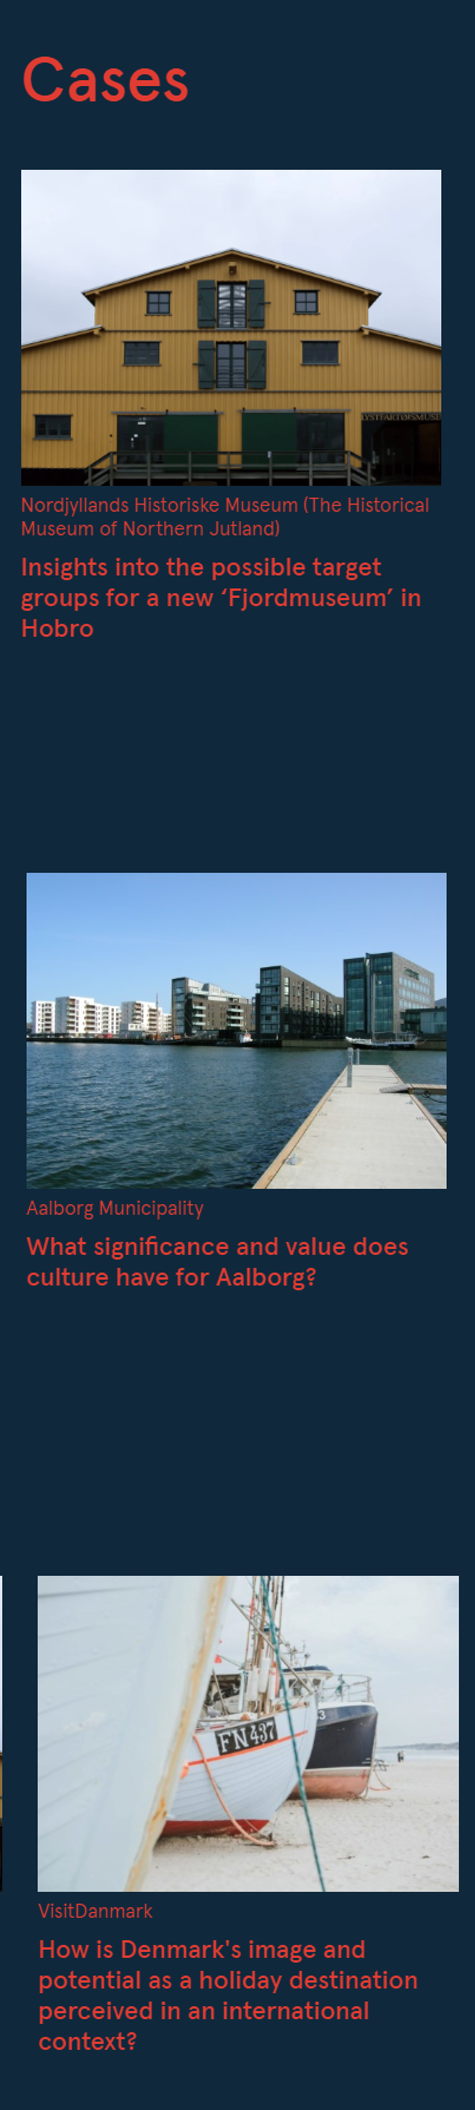 Cases
Nordjyllands Historiske Museum (The Historical
Museum of Northern Jutland)
Insights into the possible target
groups for a new ‘Fjordmuseum’ in
Hobro
Aalborg Municipality
What significance and value does
culture have for Aalborg?
FN 437
3
VisitDanmark
How is Denmark's image and
potential as a holiday destination
perceived in an international
context?